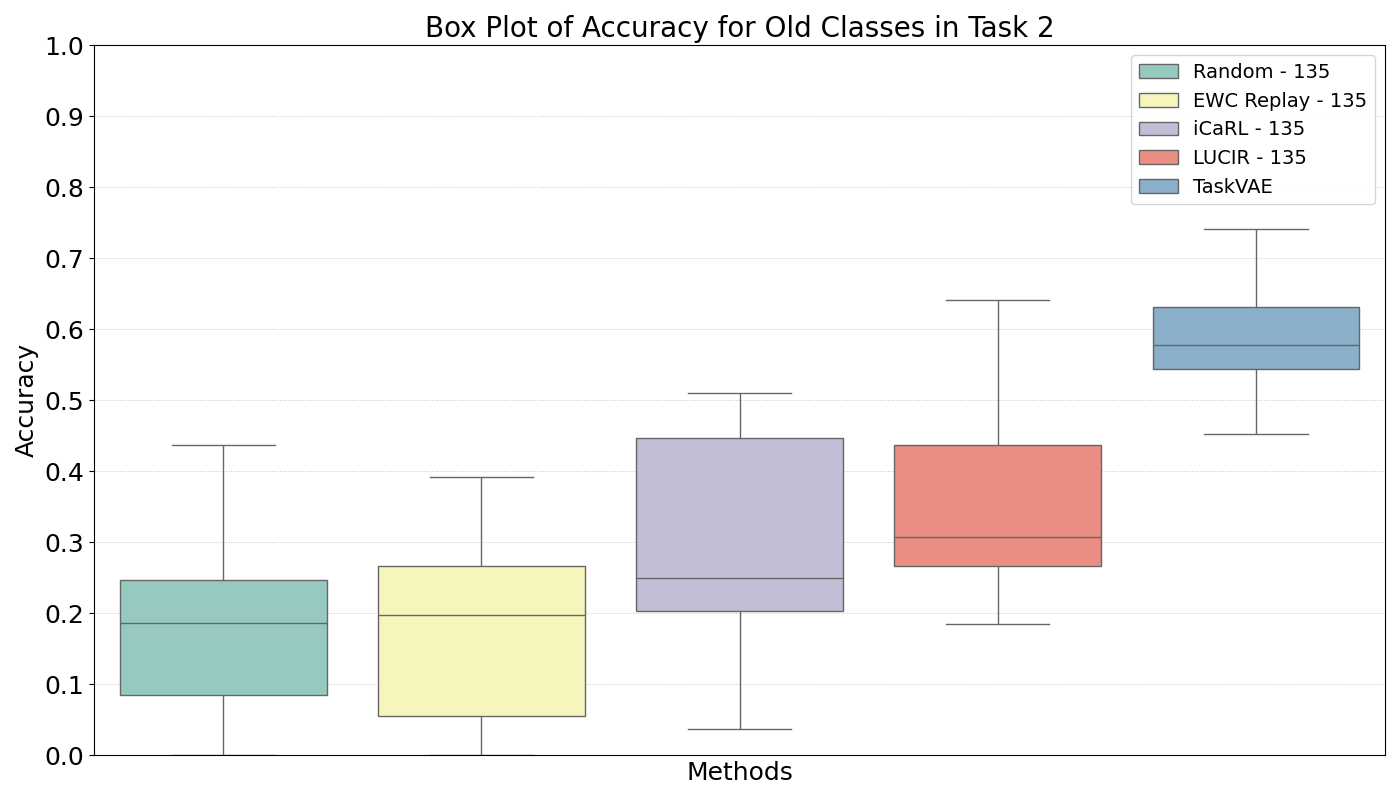 Box Plot of Accuracy for Old Classes in Task 2
1.0
0.9
0.8
0.7
0.6
0.5
0.4
0.3
0.2
0.1
0.0
Accuracy
Methods
Random - 135
EWC Replay - 135
iCaRL - 135
LUCIR - 135
TaskVAE